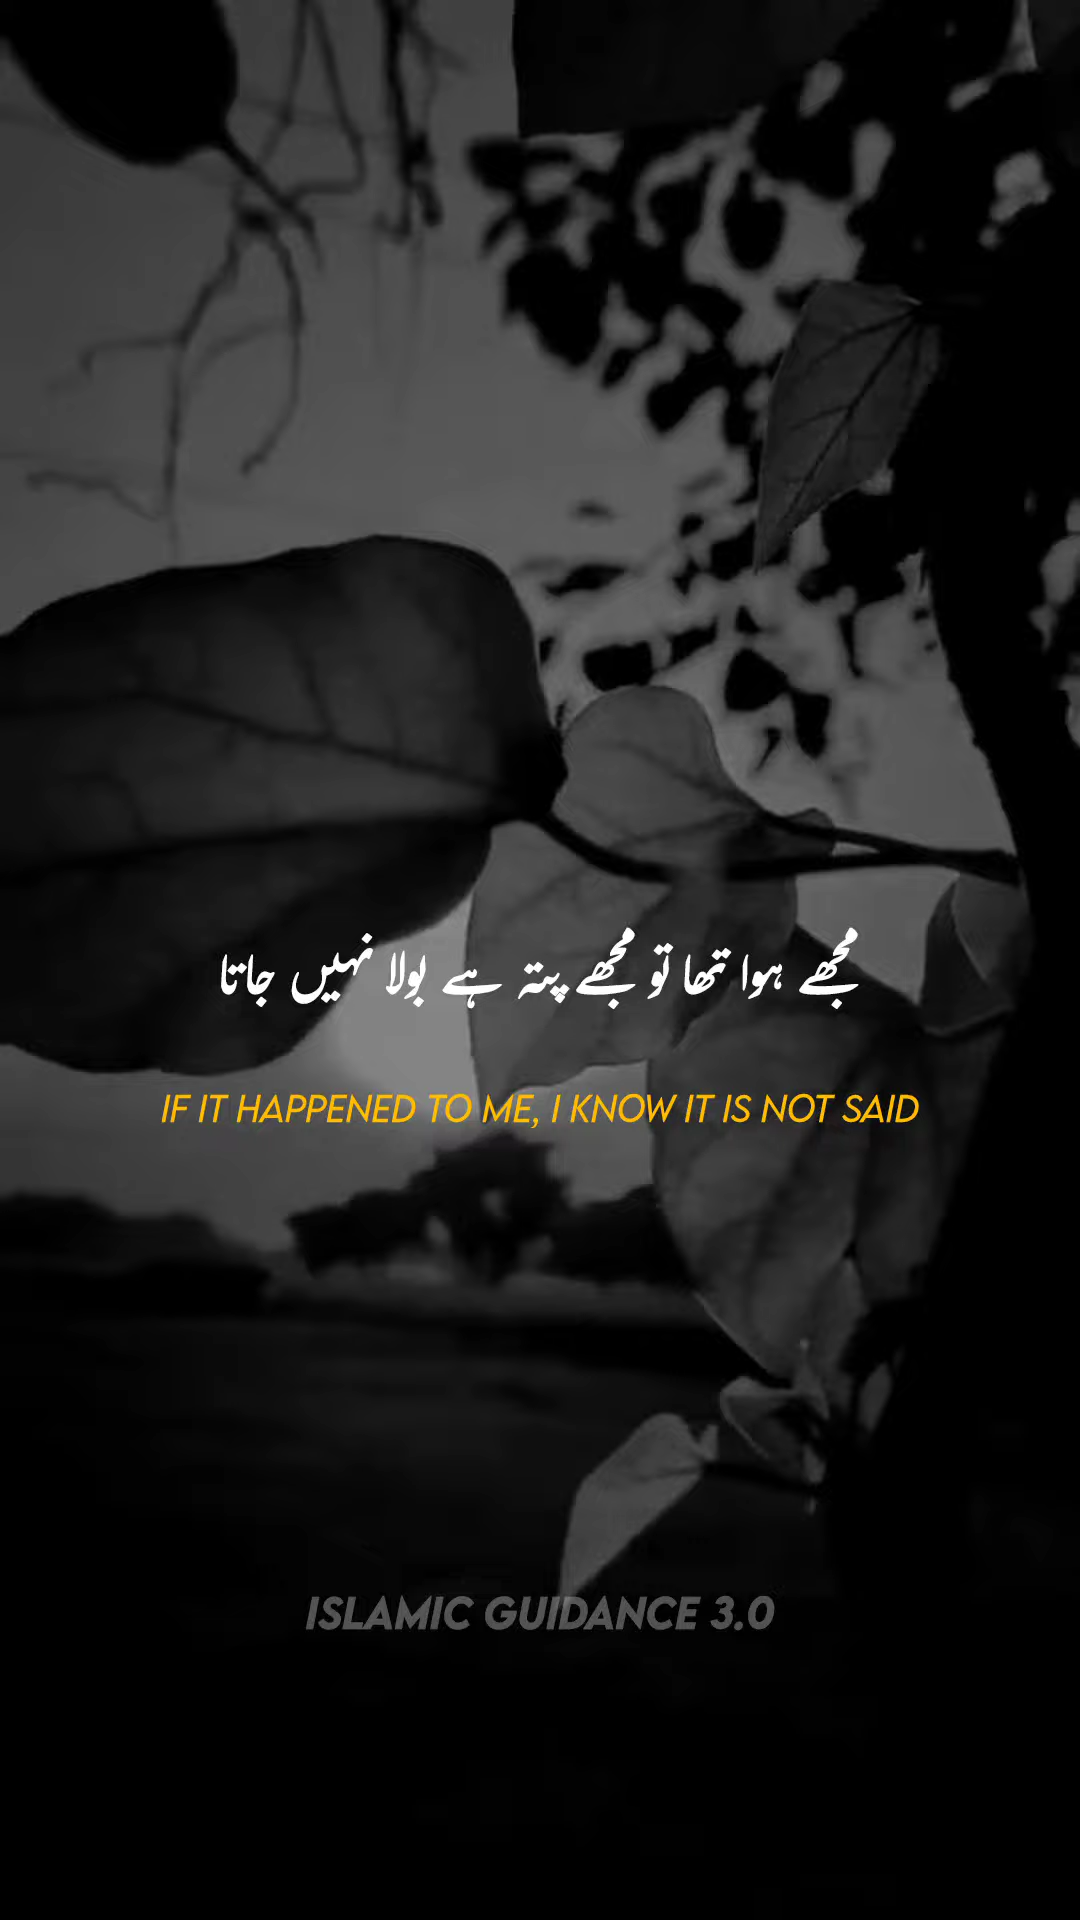 مجھے ہوا تھا تو مجھے پتہ ہے بولا نہیں جاتا
IF IT HAPPENED TO ME, I KNOW IT IS NOT SAID
ISLAMIC GUIDANCE 3.0